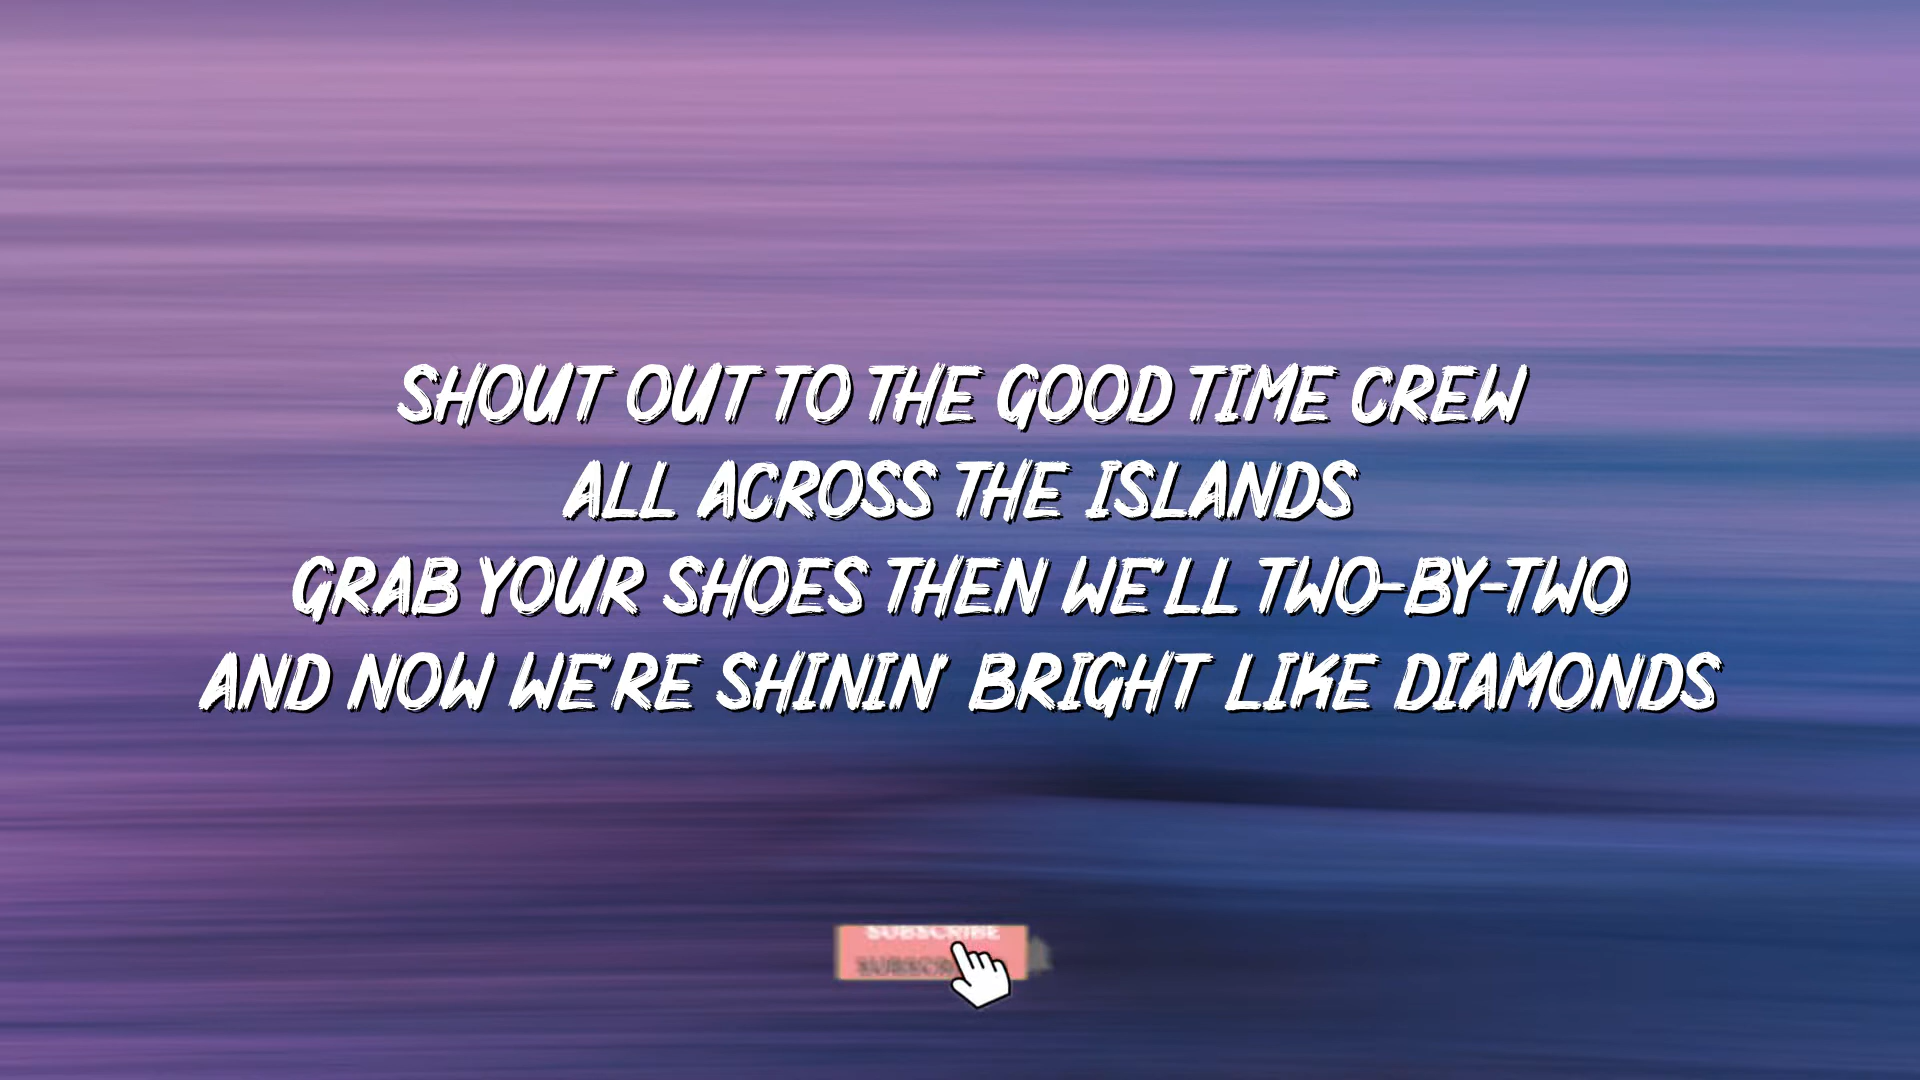 SHOUT OUT TO THE GOOD TIME CREW
ALL ACROSS THE ISLANDS
GRAB YOUR SHOES THEN WE'LL TWO-BY-TWO
AND NOW WE'RE SHININ' BRIGHT LIKE DIAMONDS
SUBSCRIBE